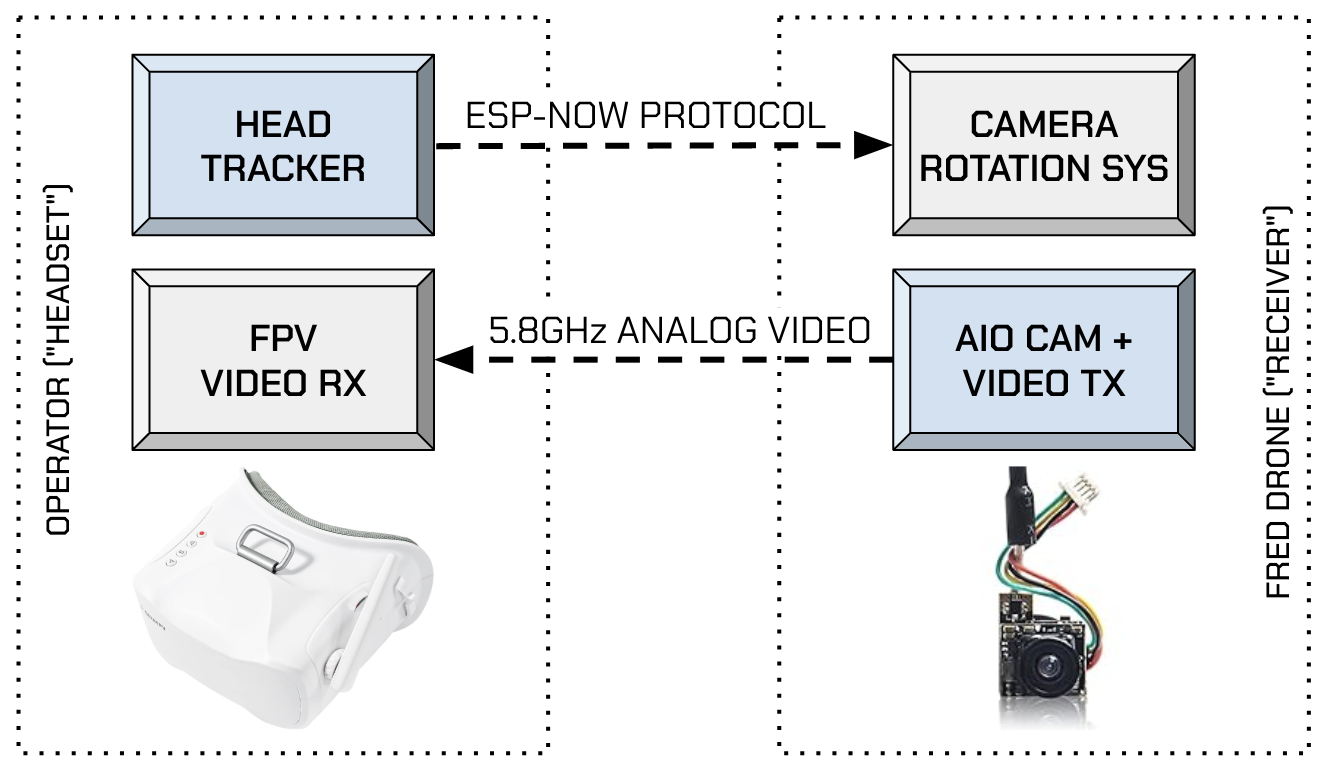 OPERATOR ("HEADSET")
HEAD
TRACKER
ESP-NOW PROTOCOL
CAMERA
ROTATION SYS
FPV
VIDEO RX
5.8GHz ANALOG VIDEO
AIO CAM +
VIDEO TX
FRED DRONE ("RECEIVER")